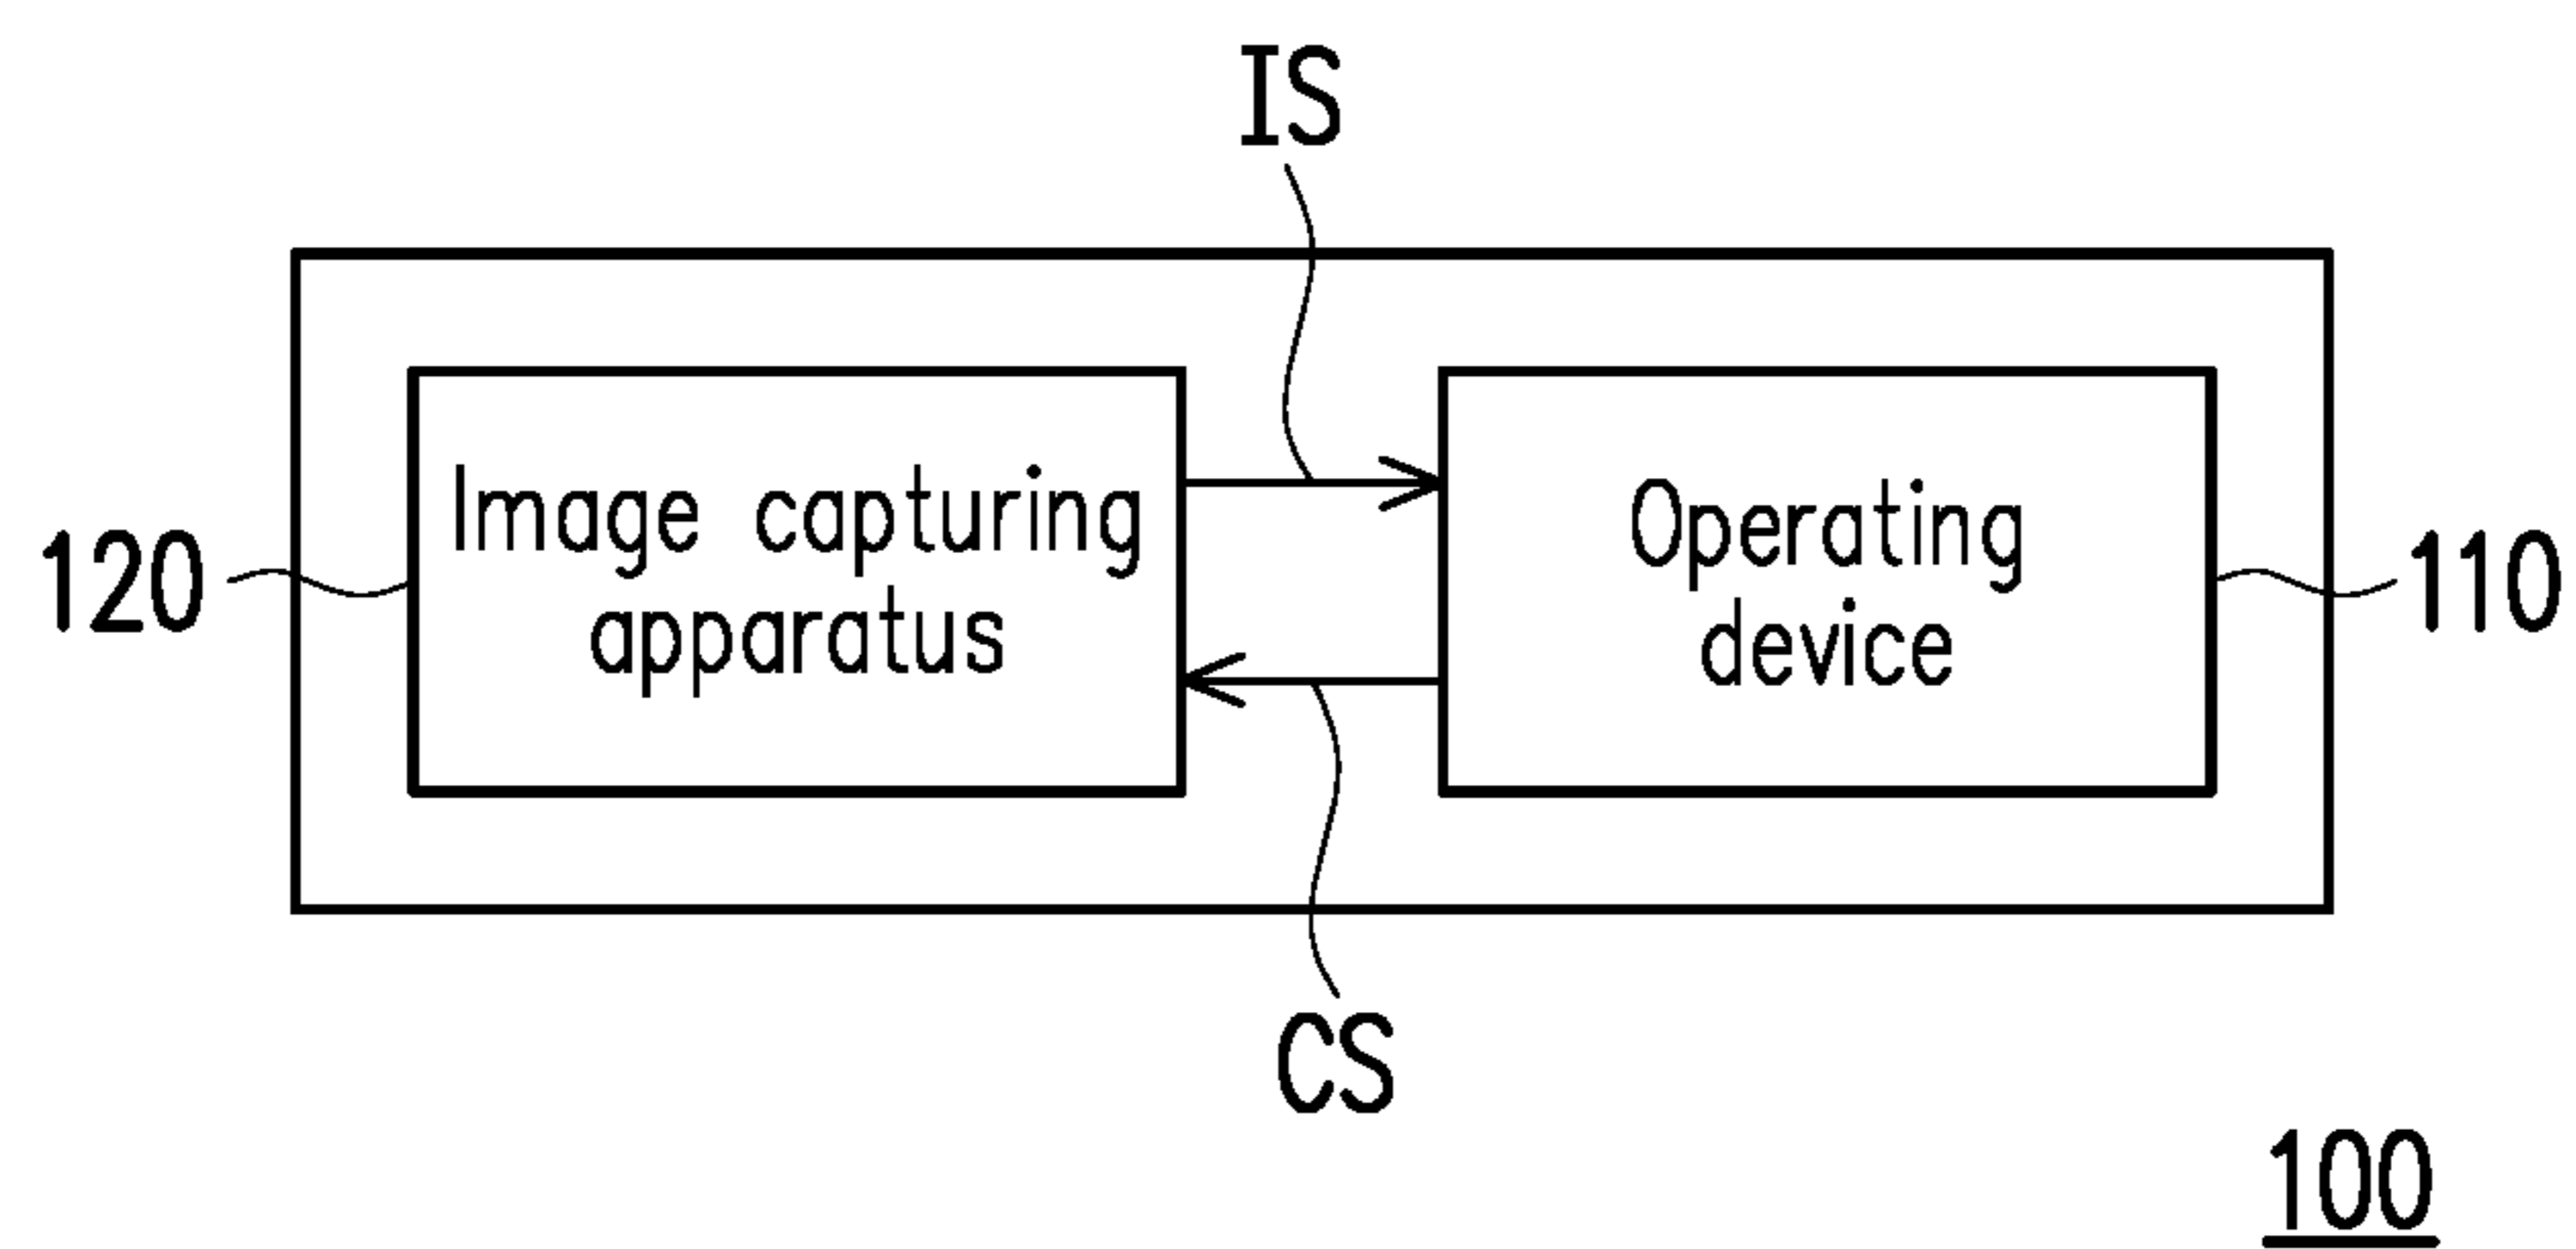 IS
120
Image capturing
apparatus
Operating
device
110
CS
100